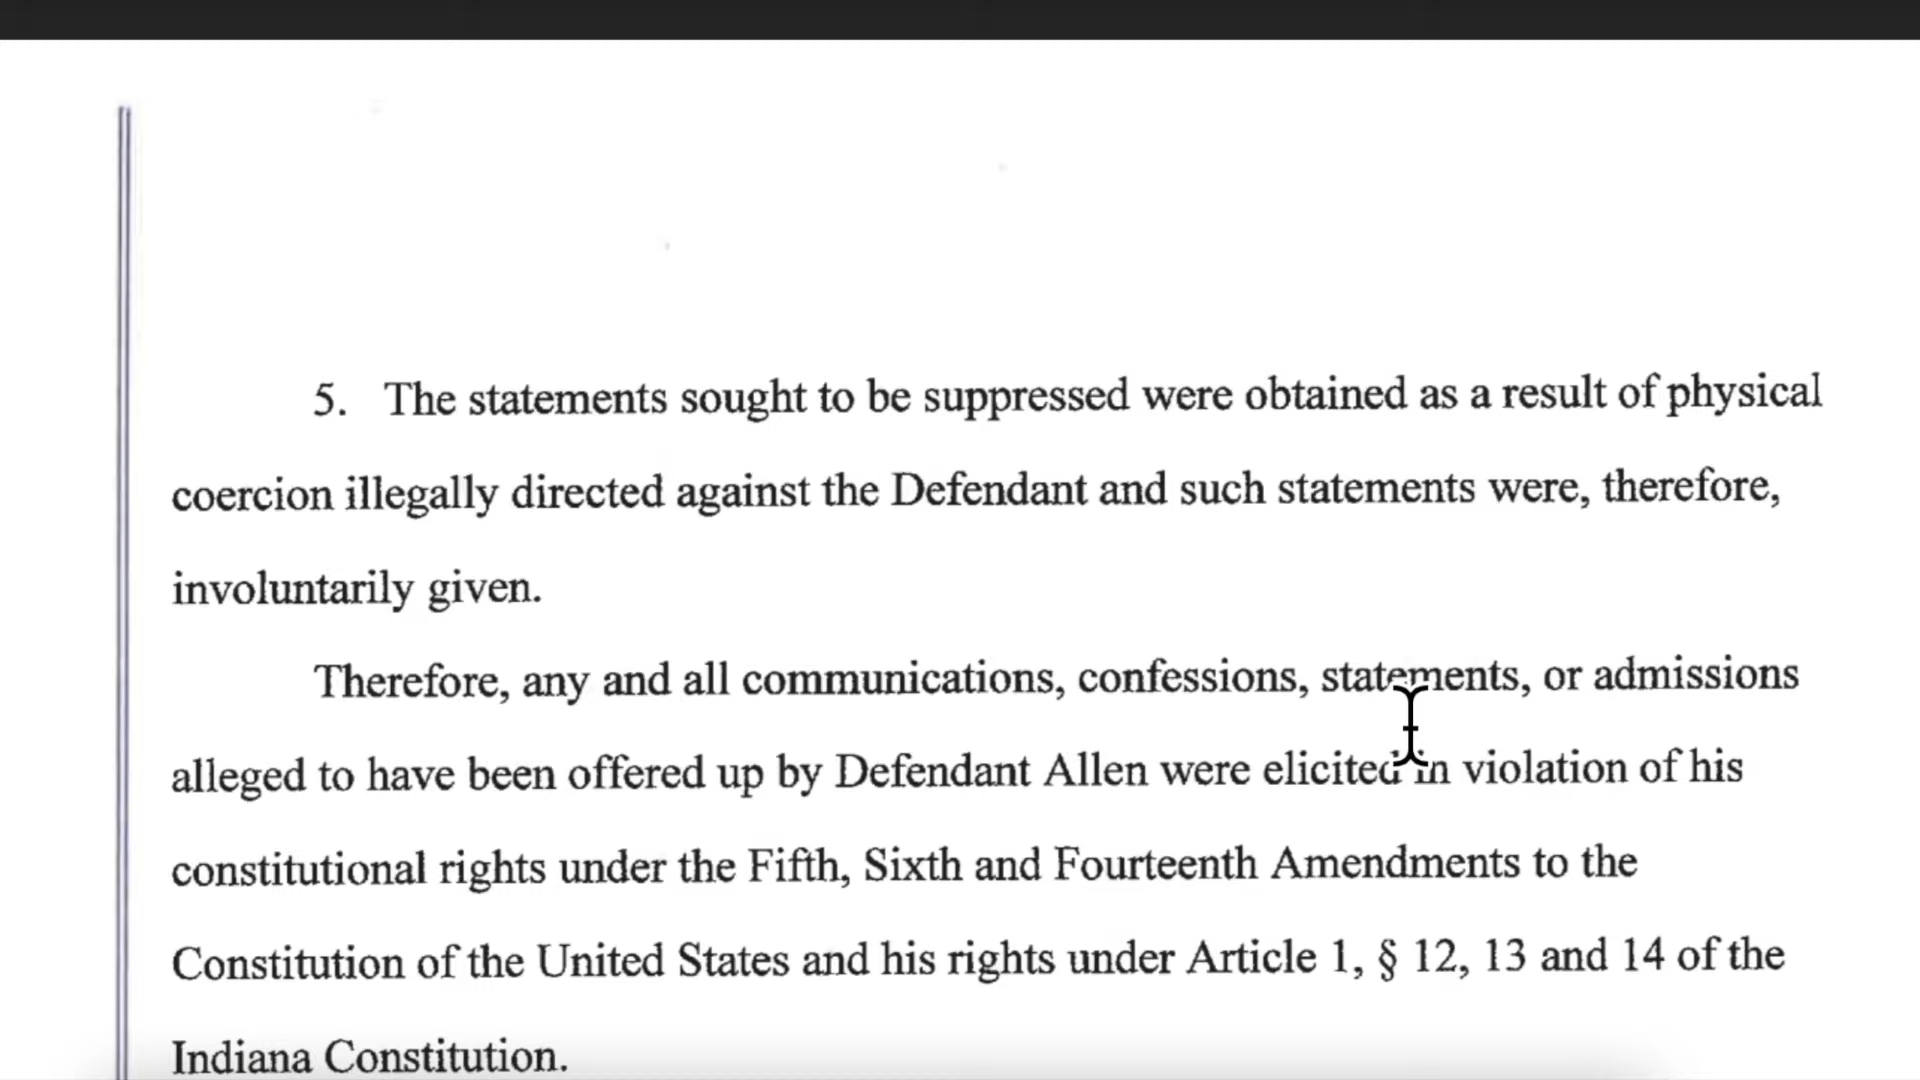 5. The statements sought to be suppressed were obtained as a result of physical
coercion illegally directed against the Defendant and such statements were, therefore,
involuntarily given.
Therefore, any and all communications, confessions, statements, or admissions
alleged to have been offered up by Defendant Allen were elicited in violation of his
constitutional rights under the Fifth, Sixth and Fourteenth Amendments to the
Constitution of the United States and his rights under Article 1, § 12, 13 and 14 of the
Indiana Constitution.